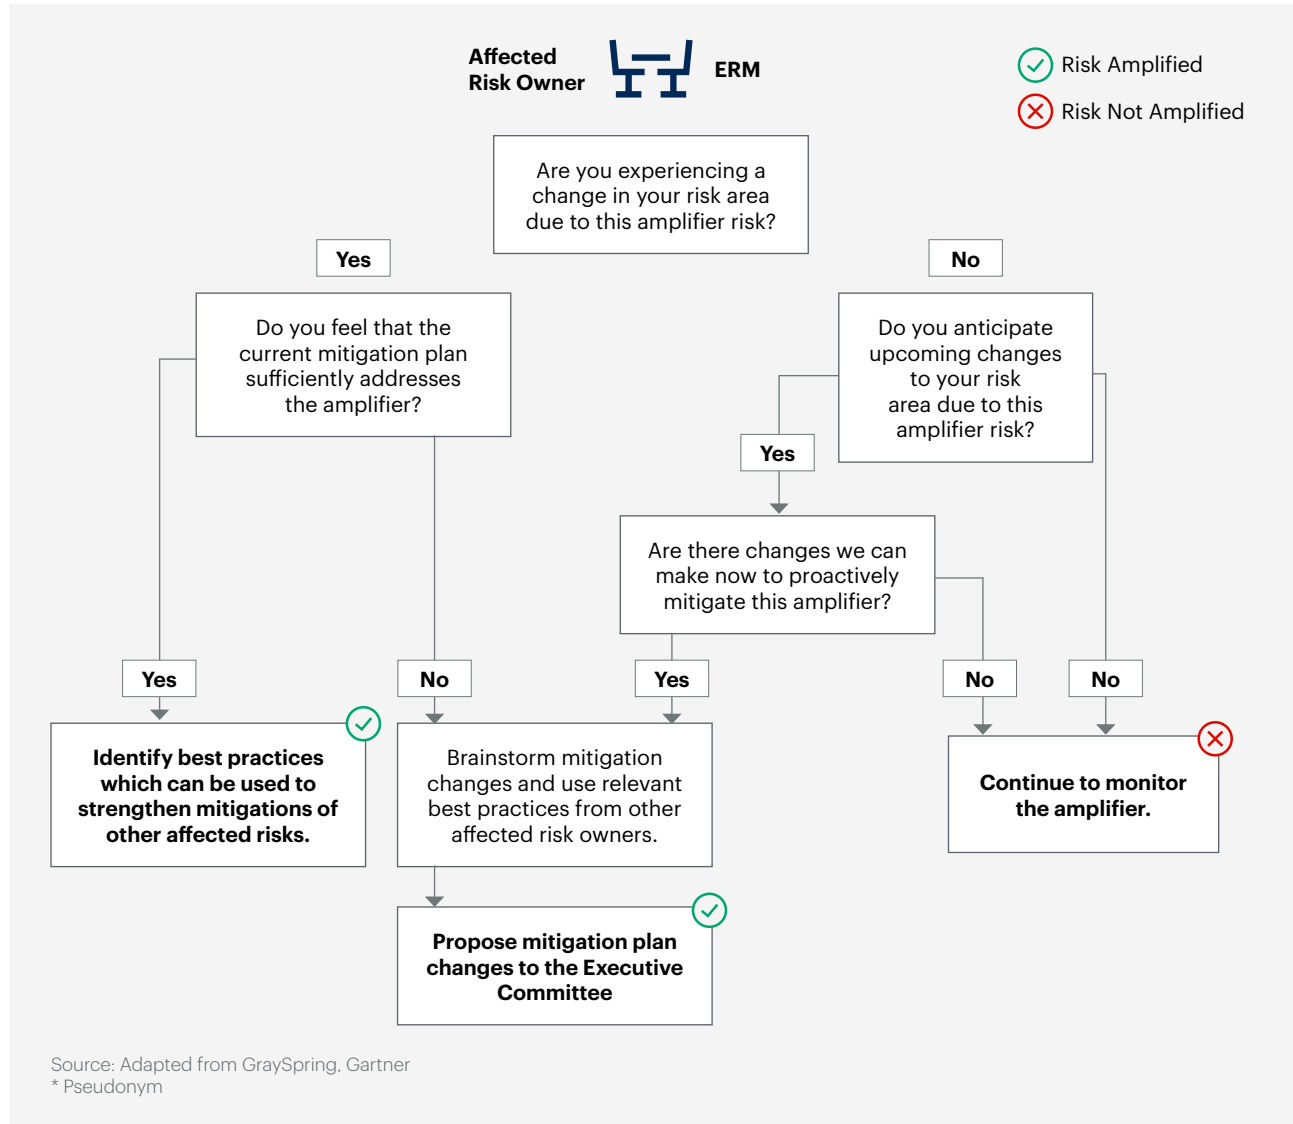 Affected
Risk Owner
ERM
Risk Amplified
Risk Not Amplified
Are you experiencing a
change in your risk area
due to this amplifier risk?
Yes
No
Do you feel that the
current mitigation plan
sufficiently addresses
the amplifier?
Do you anticipate
upcoming changes
to your risk
area due to this
amplifier risk?
Yes
Are there changes we can
make now to proactively
mitigate this amplifier?
Yes
No
Yes
No
No
Identify best practices
which can be used to
strengthen mitigations of
other affected risks.
Brainstorm mitigation
changes and use relevant
best practices from other
affected risk owners.
Continue to monitor
the amplifier.
Propose mitigation plan
changes to the Executive
Committee
Source: Adapted from GraySpring, Gartner
* Pseudonym